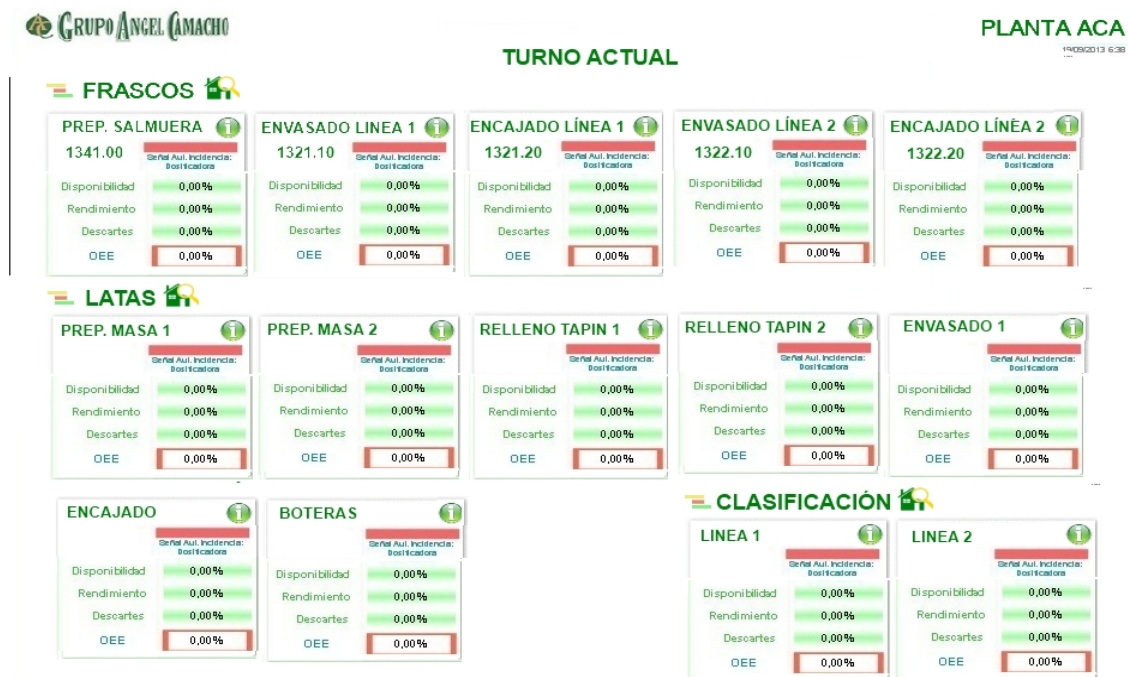 GRUPO ANGEL CAMACHO
PLANTA ACA
19/09/2013 6:38
TURNO ACTUAL
FRASCOS
PREP. SALMUERA
1341.00
Señal Aut. Incidencia:
Dosificadora
Disponibilidad 0,00%
Rendimiento 0,00%
Descartes 0,00%
OEE 0,00%
ENVASADO LINEA 1
1321.10
Señal Aut. Incidencia:
Dosificadora
Disponibilidad 0,00%
Rendimiento 0,00%
Descartes 0,00%
OEE 0,00%
ENCAJADO LÍNEA 1
1321.20
Señal Aut. Incidencia:
Dosificadora
Disponibilidad 0,00%
Rendimiento 0,00%
Descartes 0,00%
OEE 0,00%
ENVASADO LÍNEA 2
1322.10
Señal Aut. Incidencia:
Dosificadora
Disponibilidad 0,00%
Rendimiento 0,00%
Descartes 0,00%
OEE 0,00%
ENCAJADO LÍNEA 2
1322.20
Señal Aut. Incidencia:
Dosificadora
Disponibilidad 0,00%
Rendimiento 0,00%
Descartes 0,00%
OEE 0,00%
LATAS
PREP. MASA 1
Señal Aut. Incidencia:
Dosificadora
Disponibilidad 0,00%
Rendimiento 0,00%
Descartes 0,00%
OEE 0,00%
PREP. MASA 2
Señal Aut. Incidencia:
Dosificadora
Disponibilidad 0,00%
Rendimiento 0,00%
Descartes 0,00%
OEE 0,00%
RELLENO TAPIN 1
Señal Aut. Incidencia:
Dosificadora
Disponibilidad 0,00%
Rendimiento 0,00%
Descartes 0,00%
OEE 0,00%
RELLENO TAPIN 2
Señal Aut. Incidencia:
Dosificadora
Disponibilidad 0,00%
Rendimiento 0,00%
Descartes 0,00%
OEE 0,00%
ENVASADO 1
Señal Aut. Incidencia:
Dosificadora
Disponibilidad 0,00%
Rendimiento 0,00%
Descartes 0,00%
OEE 0,00%
ENCAJADO
Señal Aut. Incidencia:
Dosificadora
Disponibilidad 0,00%
Rendimiento 0,00%
Descartes 0,00%
OEE 0,00%
BOTERAS
Señal Aut. Incidencia:
Dosificadora
Disponibilidad 0,00%
Rendimiento 0,00%
Descartes 0,00%
OEE 0,00%
CLASIFICACIÓN
LINEA 1
Señal Aut. Incidencia:
Dosificadora
Disponibilidad 0,00%
Rendimiento 0,00%
Descartes 0,00%
OEE 0,00%
LINEA 2
Señal Aut. Incidencia:
Dosificadora
Disponibilidad 0,00%
Rendimiento 0,00%
Descartes 0,00%
OEE 0,00%